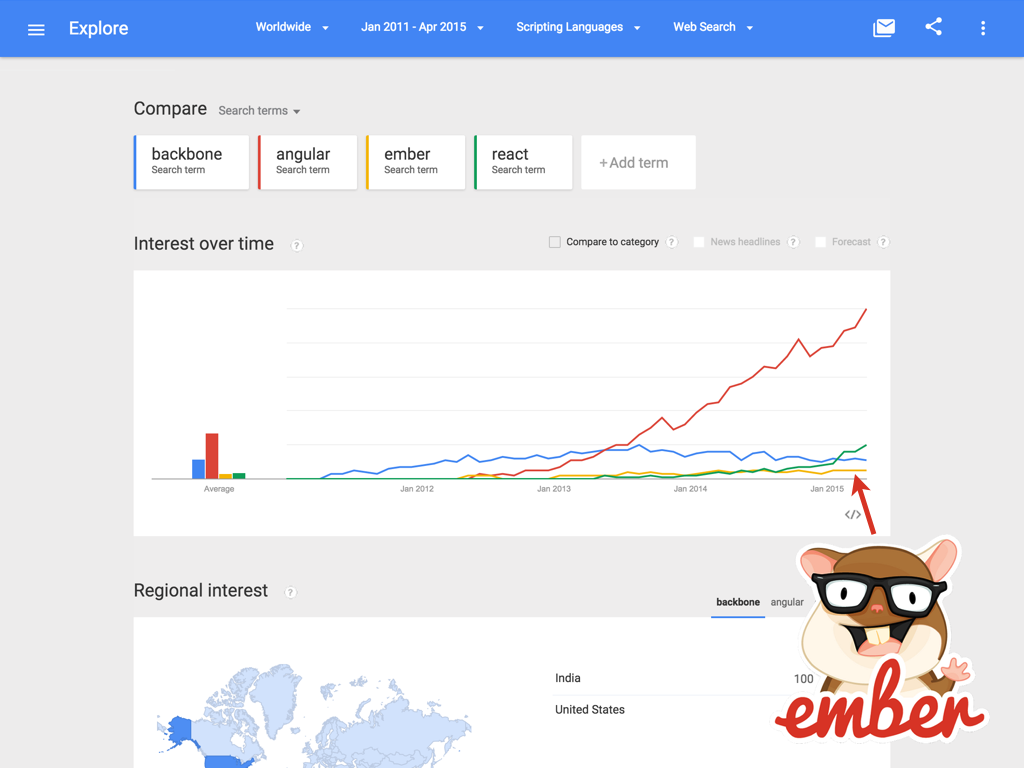 Explore
Worldwide
Jan 2011 - Apr 2015
Scripting Languages
Web Search
Compare Search terms
backbone
Search term
angular
Search term
ember
Search term
react
Search term
+Add term
Interest over time ?
Compare to category ?
News headlines ?
Forecast ?
Average
Jan 2012
Jan 2013
Jan 2014
Jan 2015
</>
Regional interest ?
backbone angular
India 100
United States
ember